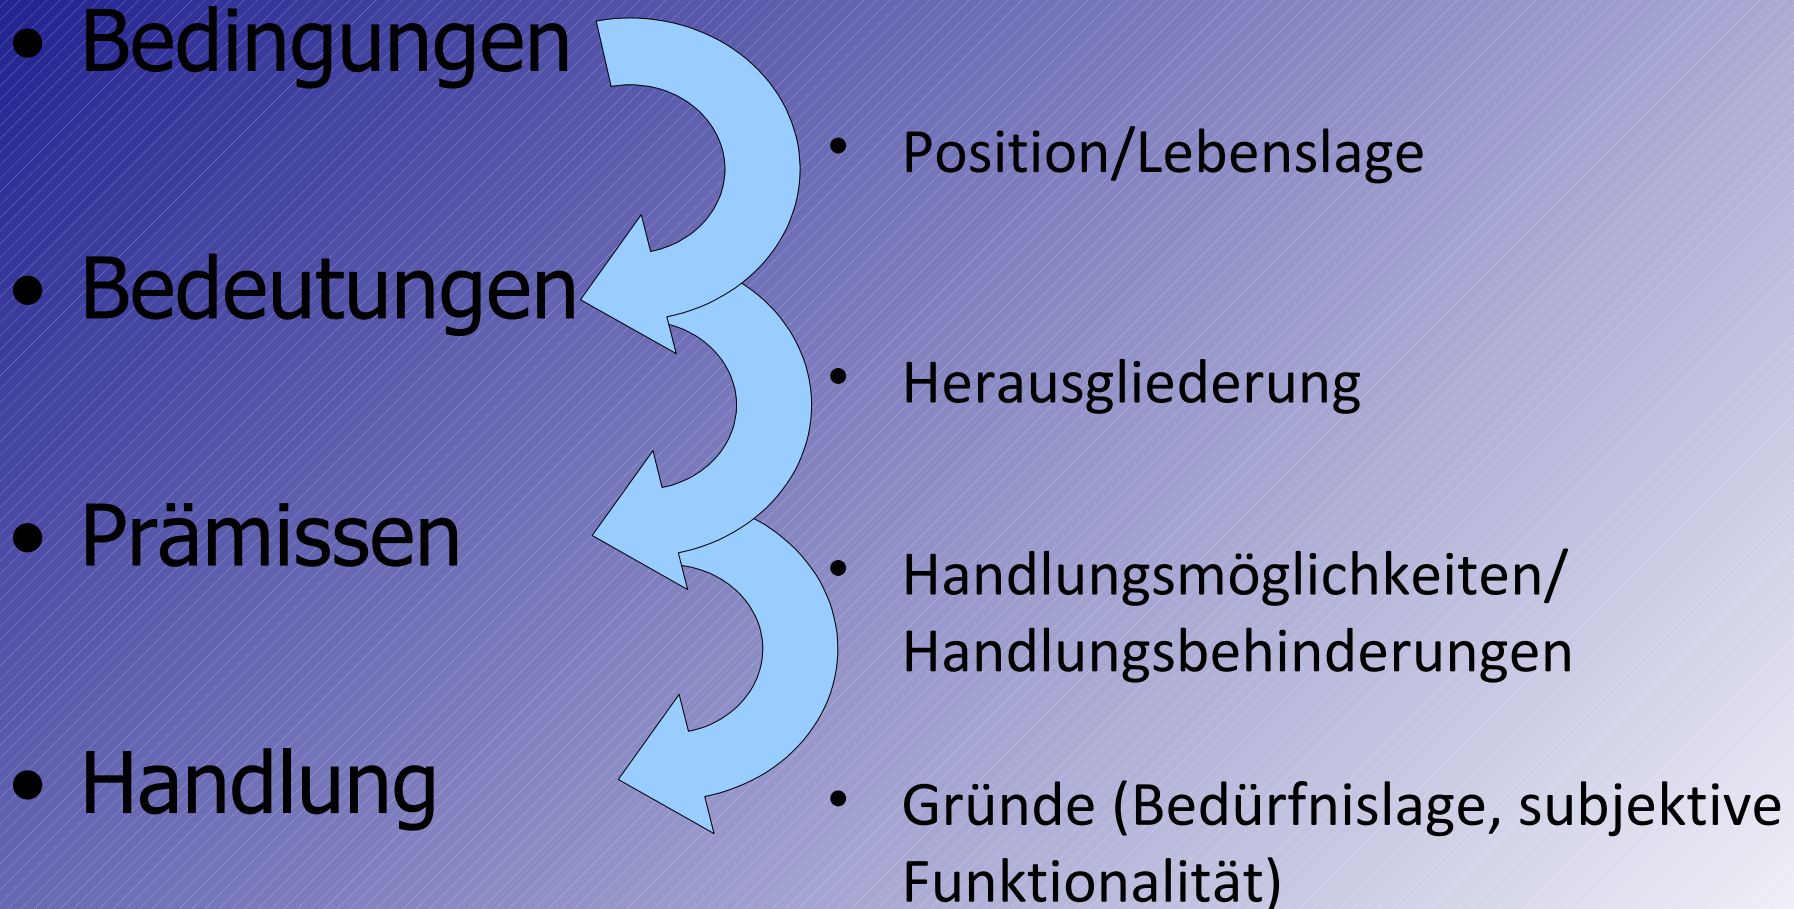 • Bedingungen
• Position/Lebenslage
• Bedeutungen
• Herausgliederung
• Prämissen
• Handlungsmöglichkeiten/
Handlungsbehinderungen
• Handlung
• Gründe (Bedürfnislage, subjektive
Funktionalität)